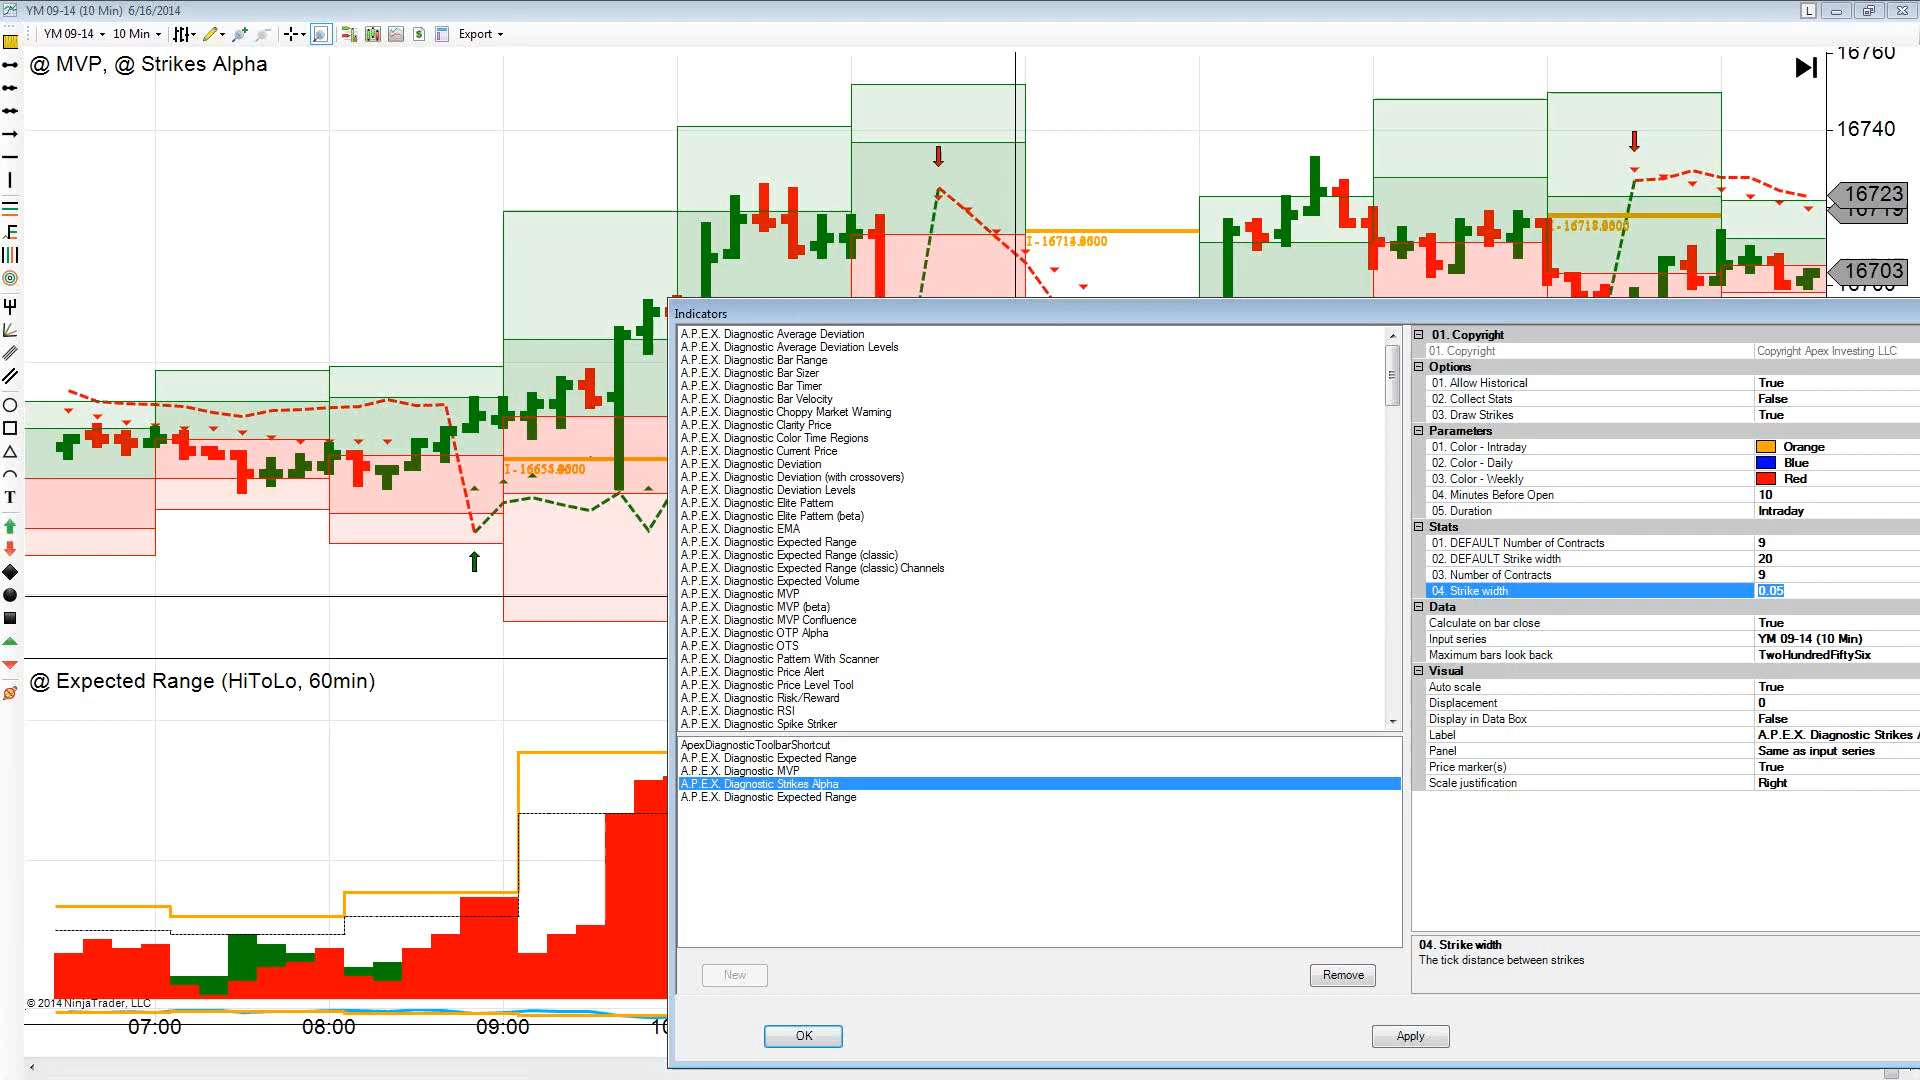 YM 09-14 (10 Min)  6/16/2014
L
YM 09-14
10 Min
Export
@ MVP, @ Strikes Alpha
16760
16740
16723
16719
16703
I - 16653.0000
@ Expected Range (HiToLo, 60min)
© 2014 NinjaTrader, LLC
07:00
08:00
09:00
Indicators
A.P.E.X. Diagnostic Average Deviation
A.P.E.X. Diagnostic Average Deviation Levels
A.P.E.X. Diagnostic Bar Range
A.P.E.X. Diagnostic Bar Sizer
A.P.E.X. Diagnostic Bar Timer
A.P.E.X. Diagnostic Bar Velocity
A.P.E.X. Diagnostic Choppy Market Warning
A.P.E.X. Diagnostic Clarity Price
A.P.E.X. Diagnostic Color Time Regions
A.P.E.X. Diagnostic Current Price
A.P.E.X. Diagnostic Deviation
A.P.E.X. Diagnostic Deviation (with crossovers)
A.P.E.X. Diagnostic Deviation Levels
A.P.E.X. Diagnostic Elite Pattern
A.P.E.X. Diagnostic Elite Pattern (beta)
A.P.E.X. Diagnostic EMA
A.P.E.X. Diagnostic Expected Range
A.P.E.X. Diagnostic Expected Range (classic)
A.P.E.X. Diagnostic Expected Range (classic) Channels
A.P.E.X. Diagnostic Expected Volume
A.P.E.X. Diagnostic MVP
A.P.E.X. Diagnostic MVP (beta)
A.P.E.X. Diagnostic MVP Confluence
A.P.E.X. Diagnostic OTP Alpha
A.P.E.X. Diagnostic OTS
A.P.E.X. Diagnostic Pattern With Scanner
A.P.E.X. Diagnostic Price Alert
A.P.E.X. Diagnostic Price Level Tool
A.P.E.X. Diagnostic Risk/Reward
A.P.E.X. Diagnostic RSI
A.P.E.X. Diagnostic Spike Striker
ApexDiagnosticToolbarShortcut
A.P.E.X. Diagnostic Expected Range
A.P.E.X. Diagnostic MVP
A.P.E.X. Diagnostic Strikes Alpha
A.P.E.X. Diagnostic Expected Range
New
Remove
OK
Apply
01. Copyright
01. Copyright Copyright Apex Investing LLC
Options
01. Allow Historical True
02. Collect Stats False
03. Draw Strikes True
Parameters
01. Color - Intraday Orange
02. Color - Daily Blue
03. Color - Weekly Red
04. Minutes Before Open 10
05. Duration Intraday
Stats
01. DEFAULT Number of Contracts 9
02. DEFAULT Strike width 20
03. Number of Contracts 9
04. Strike width 0.05
Data
Calculate on bar close True
Input series YM 09-14 (10 Min)
Maximum bars look back TwoHundredFiftySix
Visual
Auto scale True
Displacement 0
Display in Data Box False
Label A.P.E.X. Diagnostic Strikes
Panel Same as input series
Price marker(s) True
Scale justification Right
04. Strike width
The tick distance between strikes